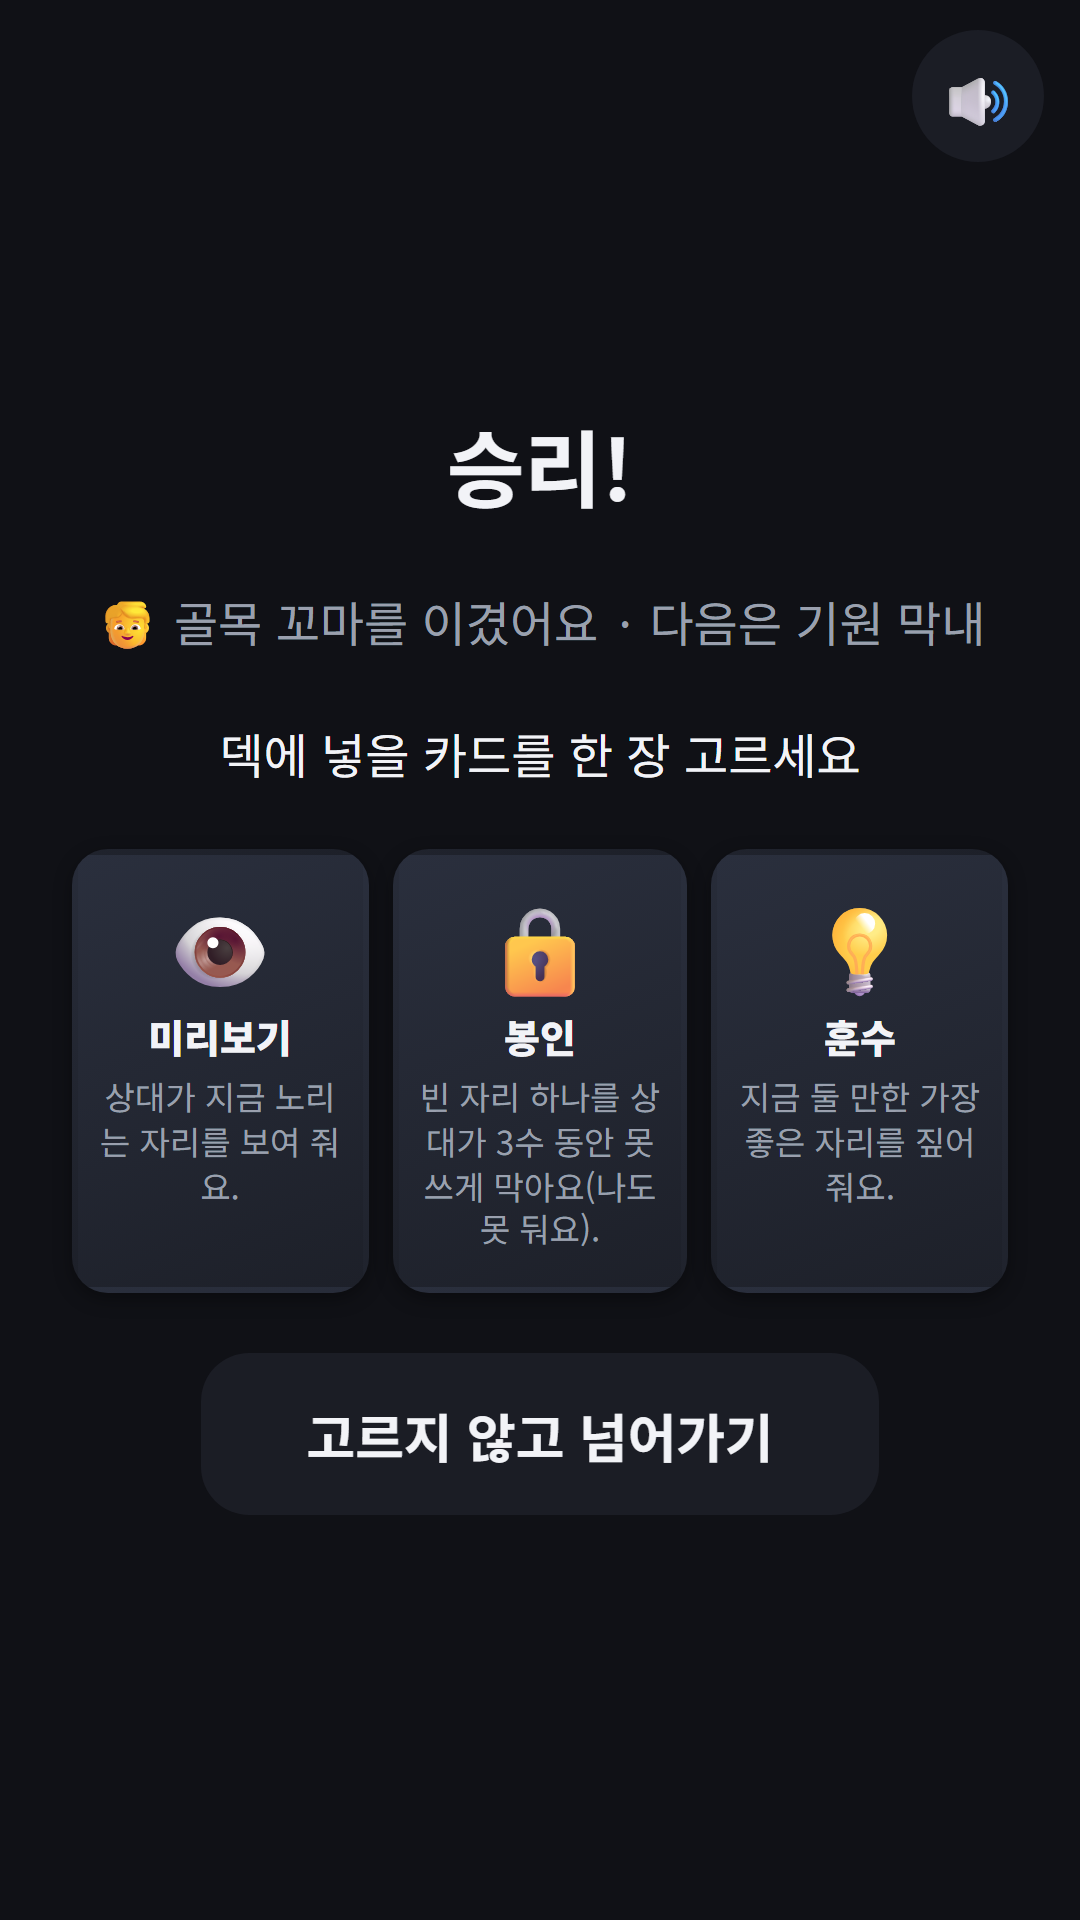 승리!
골목 꼬마를 이겼어요 · 다음은 기원 막내
덱에 넣을 카드를 한 장 고르세요
미리보기
상대가 지금 노리
는 자리를 보여 줘
요.
봉인
빈 자리 하나를 상
대가 3수 동안 못
쓰게 막아요(나도
못 둬요).
훈수
지금 둘 만한 가장
좋은 자리를 짚어
줘요.
고르지 않고 넘어가기